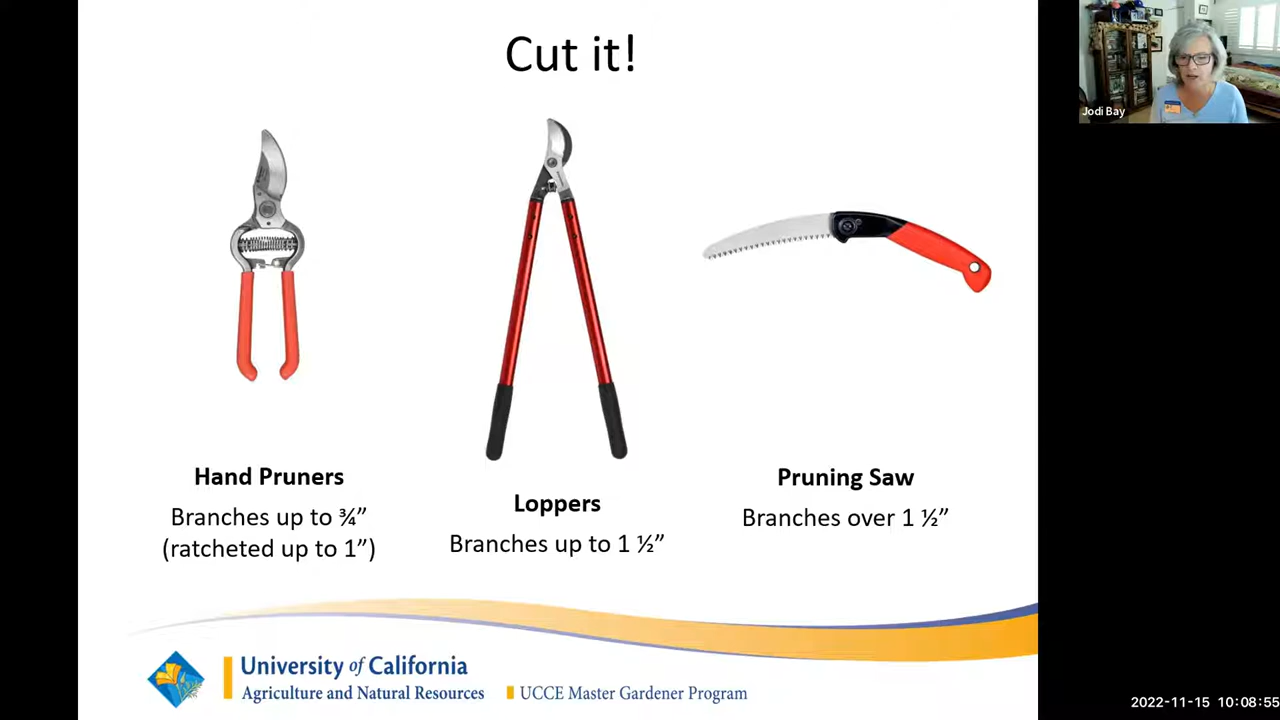 Cut it!
Jodi Bay
Hand Pruners
Branches up to ¾”
(ratcheted up to 1”)
Loppers
Branches up to 1 ½”
Pruning Saw
Branches over 1 ½”
University of California
Agriculture and Natural Resources
UCCE Master Gardener Program
2022-11-15 10:08:55